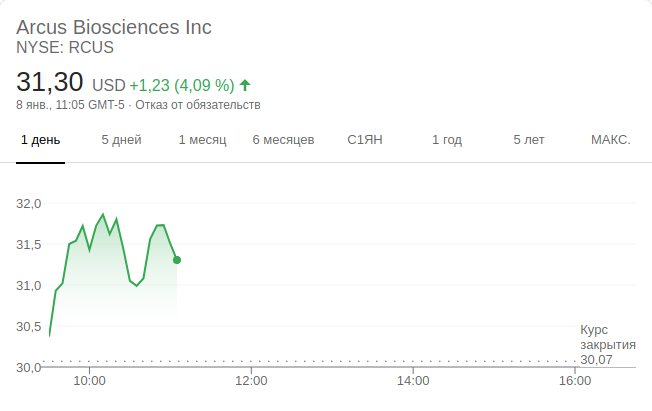 Arcus Biosciences Inc
NYSE: RCUS
31,30 USD +1,23 (4,09 %)
8 янв., 11:05 GMT-5 · Отказ от обязательств
1 день 5 дней 1 месяц 6 месяцев С1ЯН 1 год 5 лет МАКС.
32,0
31,5
31,0
30,5
Курс
закрытия
30,07
30,0
10:00 12:00 14:00 16:00